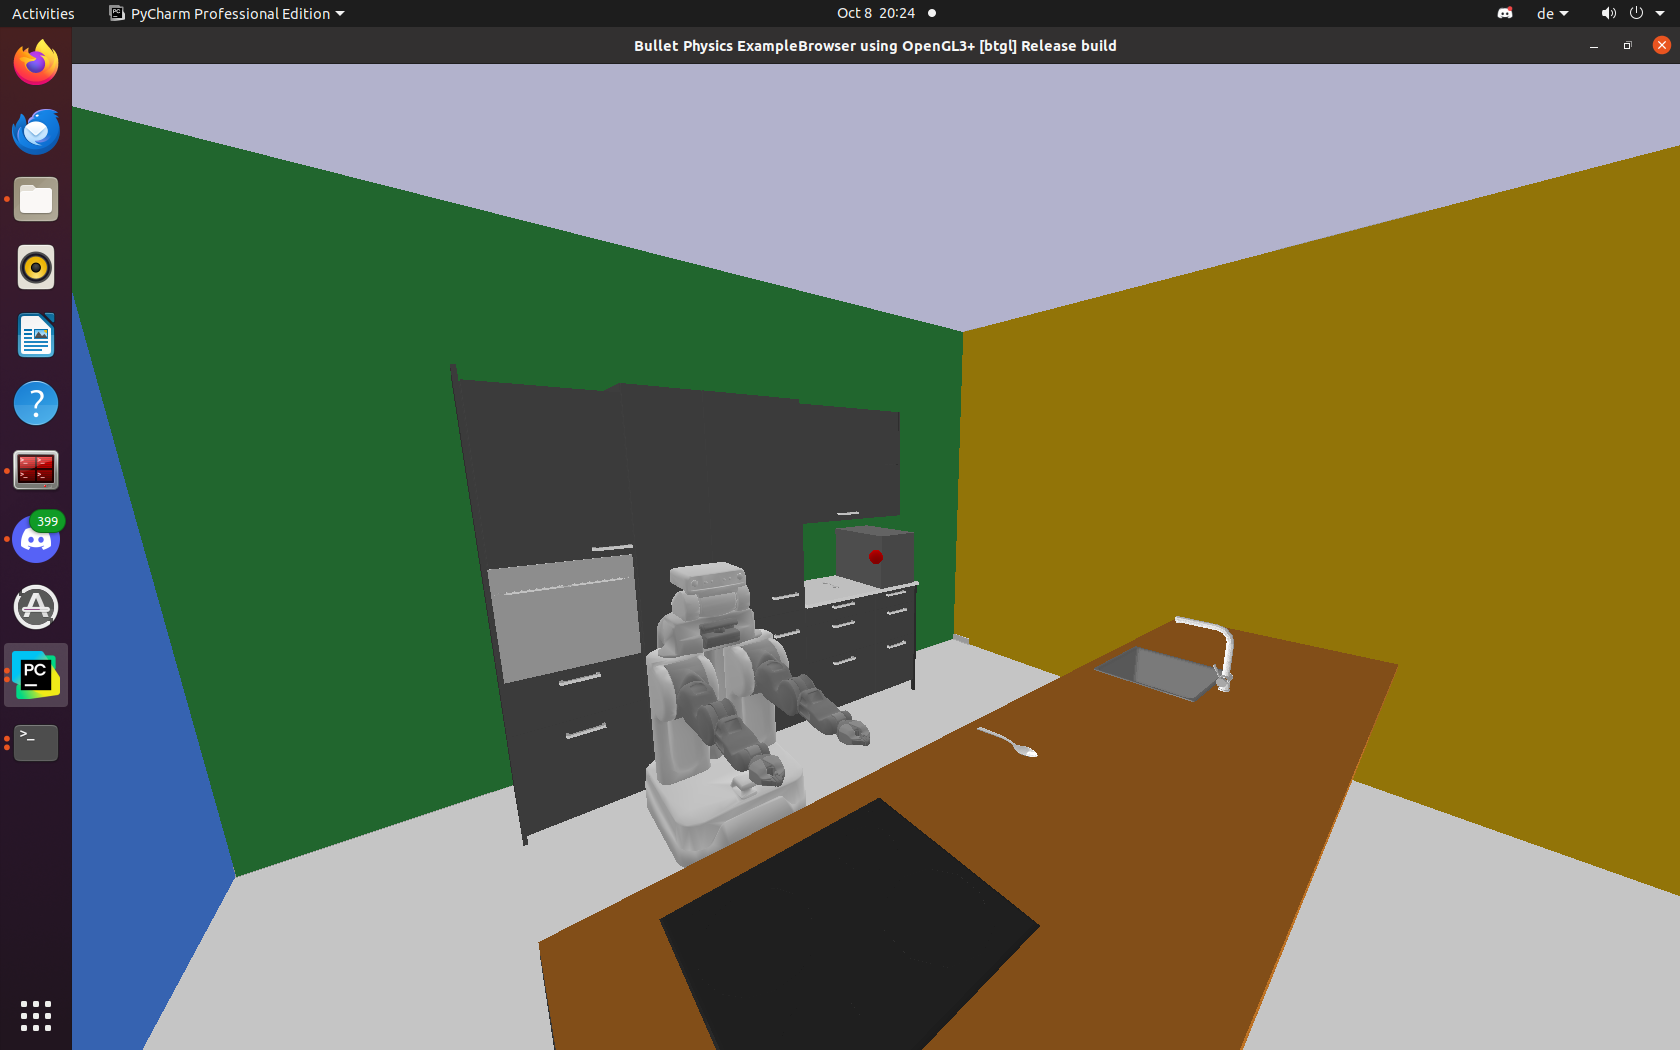 Activities
PyCharm Professional Edition
Oct 8 20:24
de
Bullet Physics ExampleBrowser using OpenGL3+ [btgl] Release build
?
399
A
PC
PC
>_